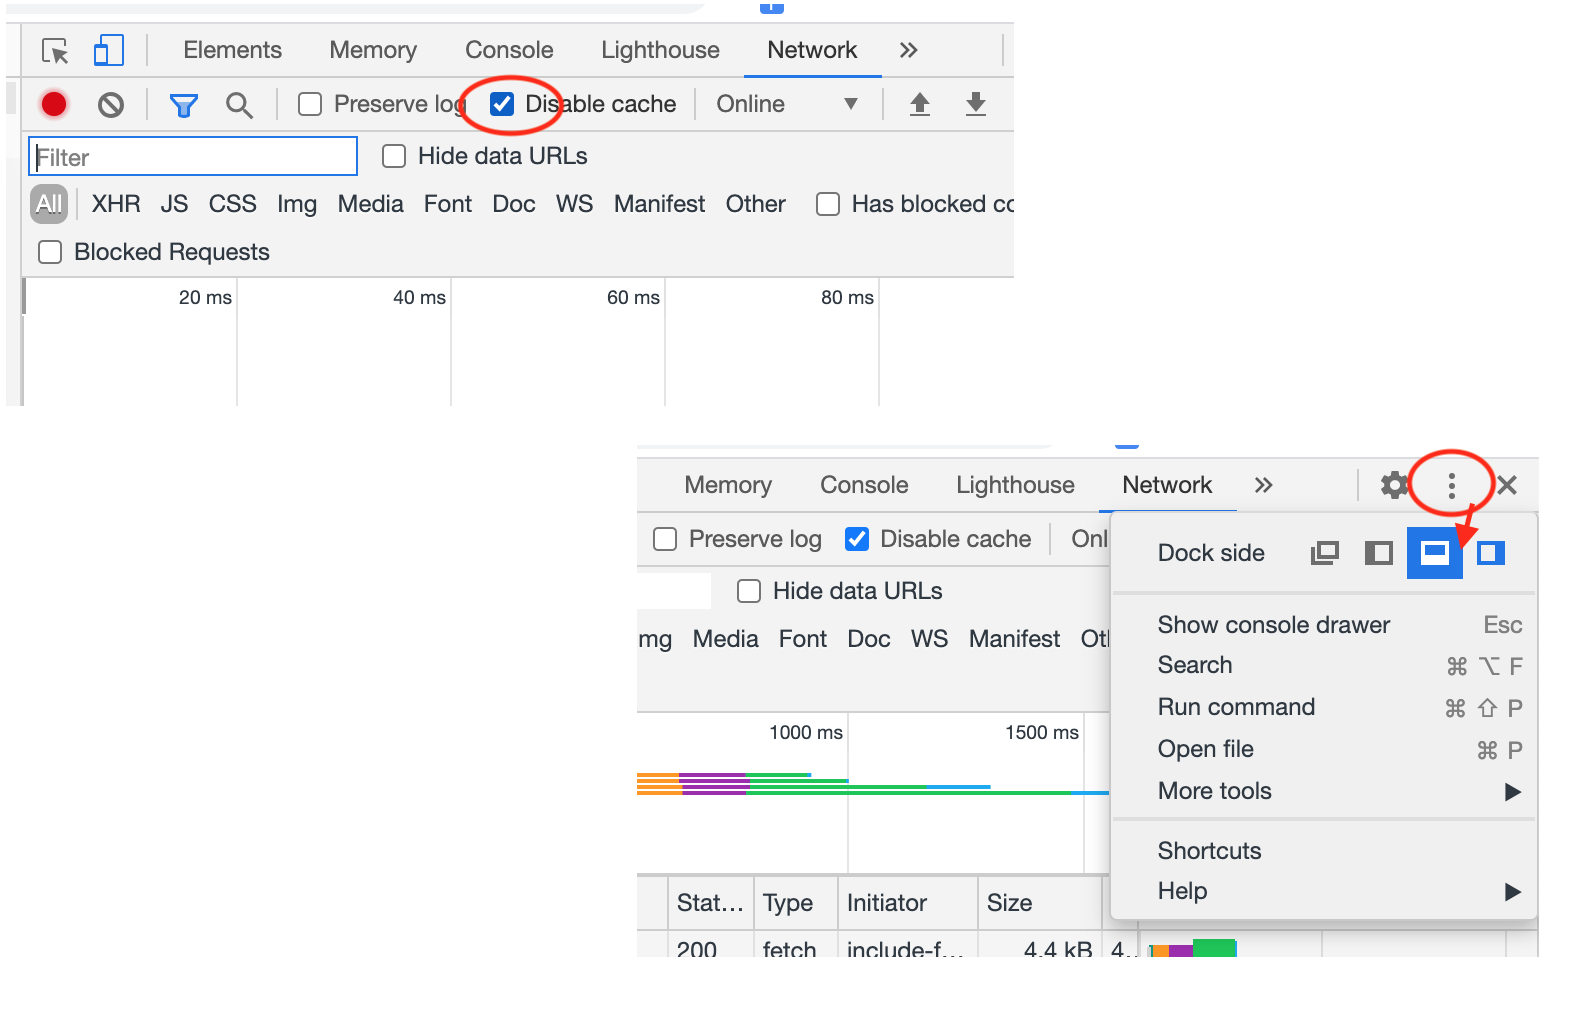 Elements Memory Console Lighthouse Network »
Preserve log Disable cache Online ▼
Filter Hide data URLs
All XHR JS CSS Img Media Font Doc WS Manifest Other Has blocked co
Blocked Requests
20 ms 40 ms 60 ms 80 ms
Memory Console Lighthouse Network »
Preserve log Disable cache Onl
Dock side
Hide data URLs
Show console drawer Esc
mg Media Font Doc WS Manifest Otl
Search ⌘ ⌥ F
Run command ⌘ ⇧ P
1000 ms 1500 ms
Open file ⌘ P
More tools ▶
Shortcuts
Help ▶
Stat... Type Initiator Size
200 fetch include-f... 4.4 kB 4..